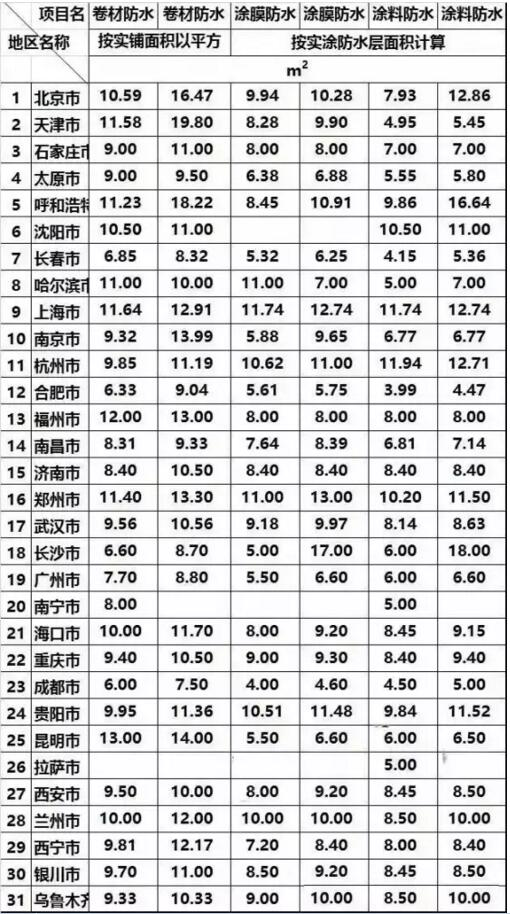 项目名 卷材防水 卷材防水 涂膜防水 涂膜防水 涂料防水 涂料防水
地区名称 按实铺面积以平方 按实涂防水层面积计算
m²
1 北京市 10.59 16.47 9.94 10.28 7.93 12.86
2 天津市 11.58 19.80 8.28 9.90 4.95 5.45
3 石家庄市 9.00 11.00 8.00 8.00 7.00 7.00
4 太原市 9.00 9.50 6.38 6.88 5.55 5.80
5 呼和浩特 11.23 18.22 8.45 10.91 9.86 16.64
6 沈阳市 10.50 11.00 10.50 11.00
7 长春市 6.85 8.32 5.32 6.25 4.15 5.36
8 哈尔滨市 11.00 10.00 11.00 7.00 5.00 7.00
9 上海市 11.64 12.91 11.74 12.74 11.74 12.74
10 南京市 9.32 13.99 5.88 9.65 6.77 6.77
11 杭州市 9.85 11.19 10.62 11.00 11.94 12.71
12 合肥市 6.33 9.04 5.61 5.75 3.99 4.47
13 福州市 12.00 13.00 8.00 8.00 8.00 8.00
14 南昌市 8.31 9.33 7.64 8.39 6.81 7.14
15 济南市 8.40 10.50 8.40 8.40 8.40 8.40
16 郑州市 11.40 13.30 11.00 13.00 10.20 11.50
17 武汉市 9.56 10.56 9.18 9.97 8.14 8.63
18 长沙市 6.60 8.70 5.00 17.00 6.00 18.00
19 广州市 7.70 8.80 5.50 6.60 6.00 6.60
20 南宁市 8.00 5.00
21 海口市 10.00 11.70 8.00 9.20 8.45 9.15
22 重庆市 9.40 10.50 9.00 9.30 8.40 9.40
23 成都市 6.00 7.50 4.00 4.60 4.50 5.00
24 贵阳市 9.95 11.36 10.51 11.48 9.84 11.52
25 昆明市 13.00 14.00 5.50 6.60 6.00 6.50
26 拉萨市 5.00
27 西安市 9.50 10.00 8.00 9.20 8.45 8.50
28 兰州市 10.00 12.00 10.00 10.00 8.50 10.00
29 西宁市 9.81 12.17 7.20 8.40 8.00 8.40
30 银川市 9.70 11.00 8.50 9.20 8.45 8.50
31 乌鲁木齐 9.33 10.33 9.00 10.00 8.50 10.00